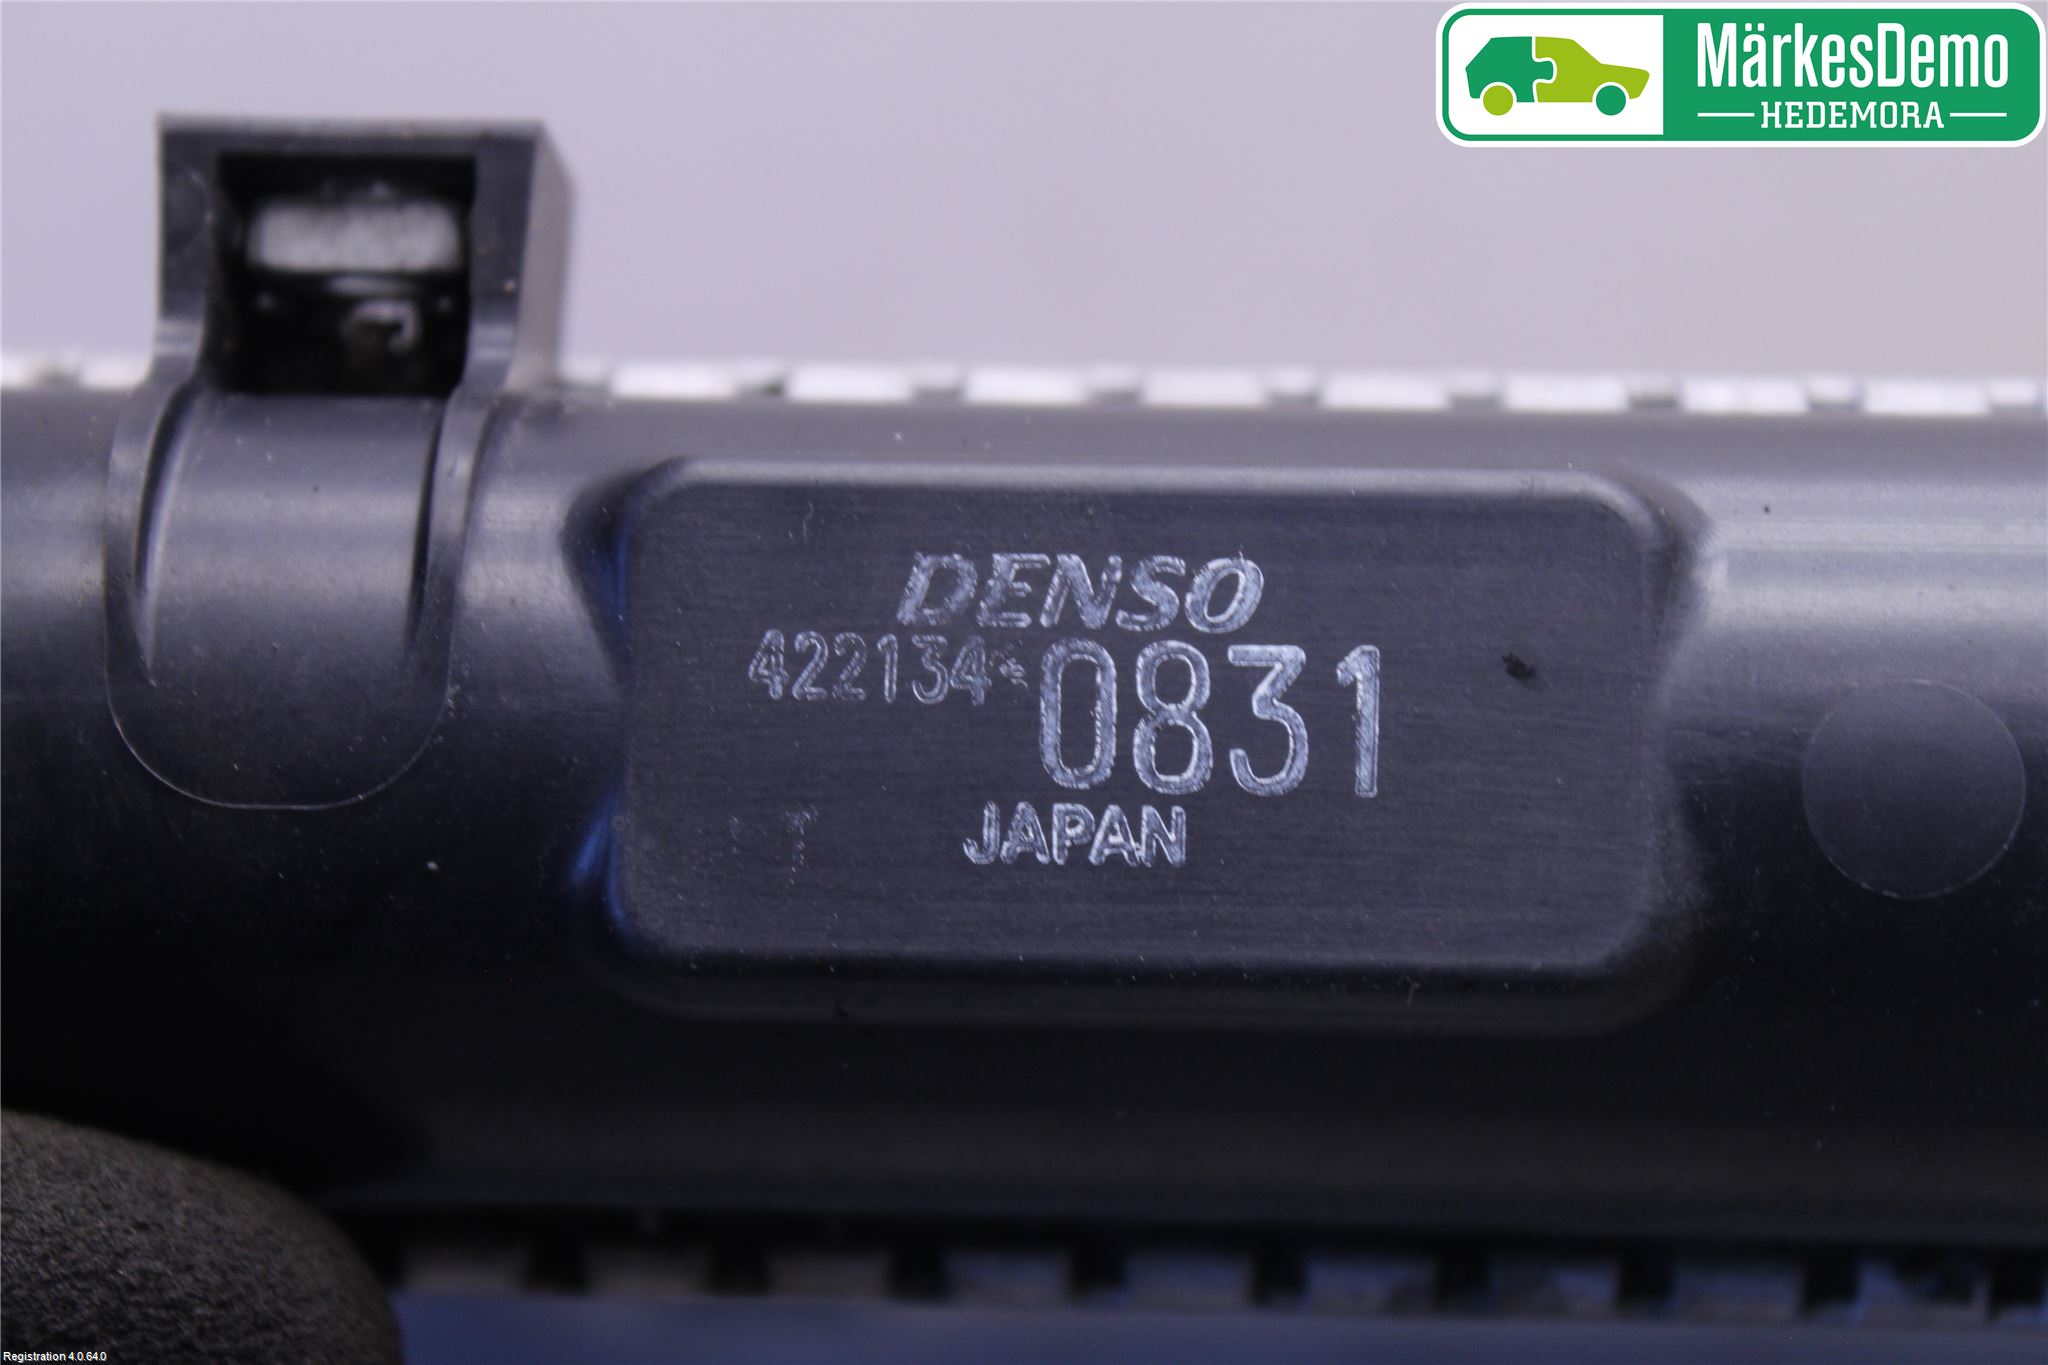 MärkesDemo
HEDEMORA
DENSO
422134-0831
T
JAPAN
Registration 4.0.64.0